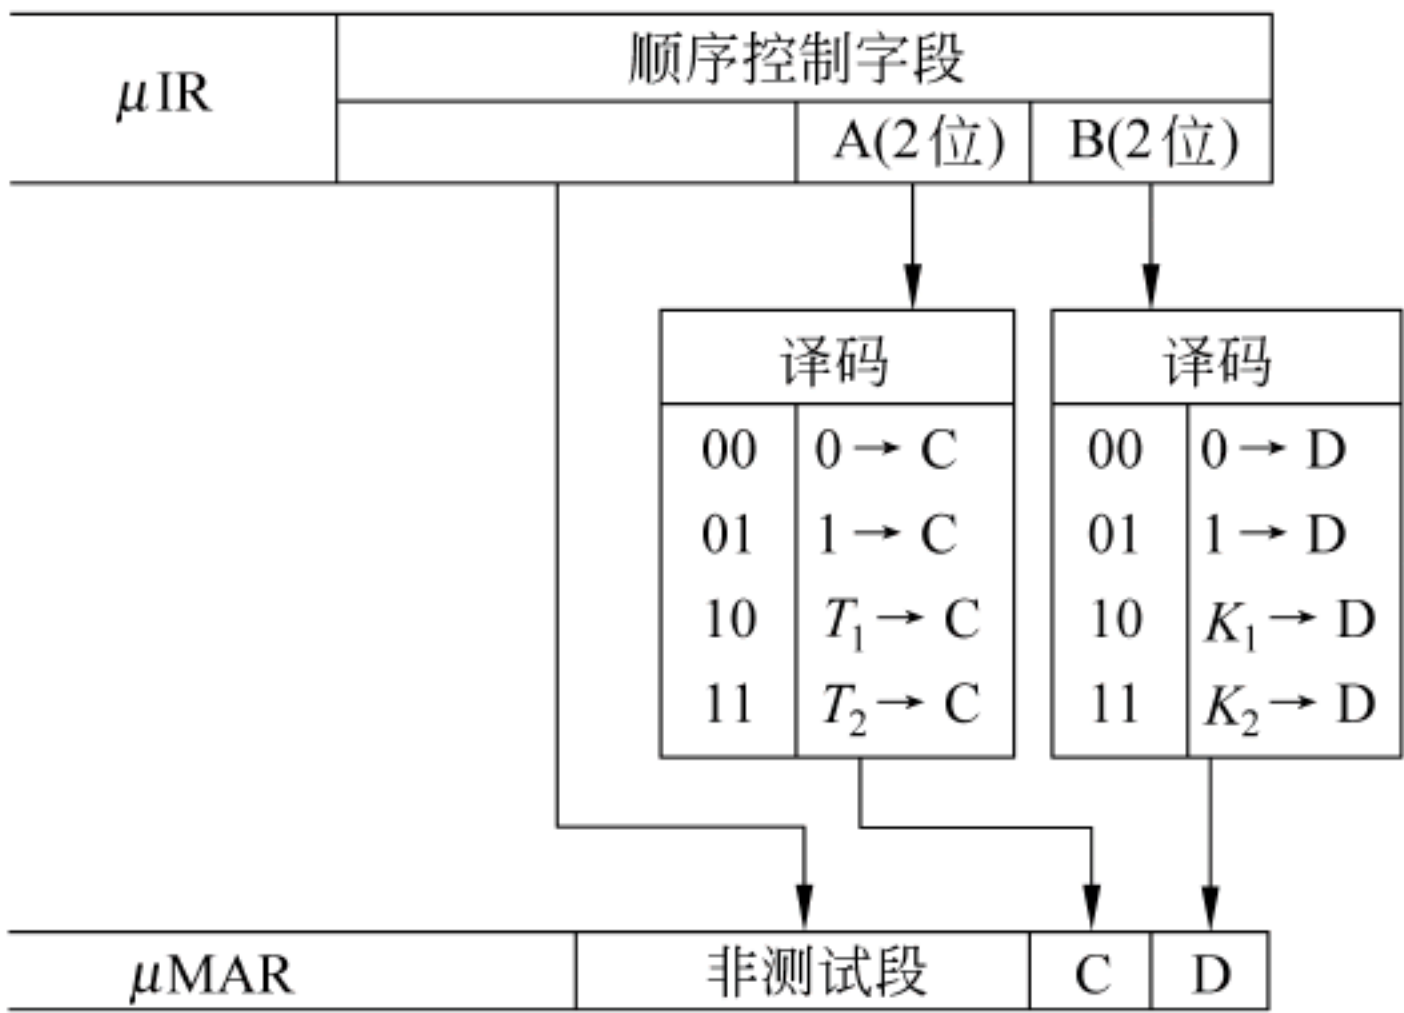 μIR
顺序控制字段
A(2位) B(2位)
译码 译码
00 0→C 00 0→D
01 1→C 01 1→D
10 T₁→C 10 K₁→D
11 T₂→C 11 K₂→D
μMAR 非测试段 C D